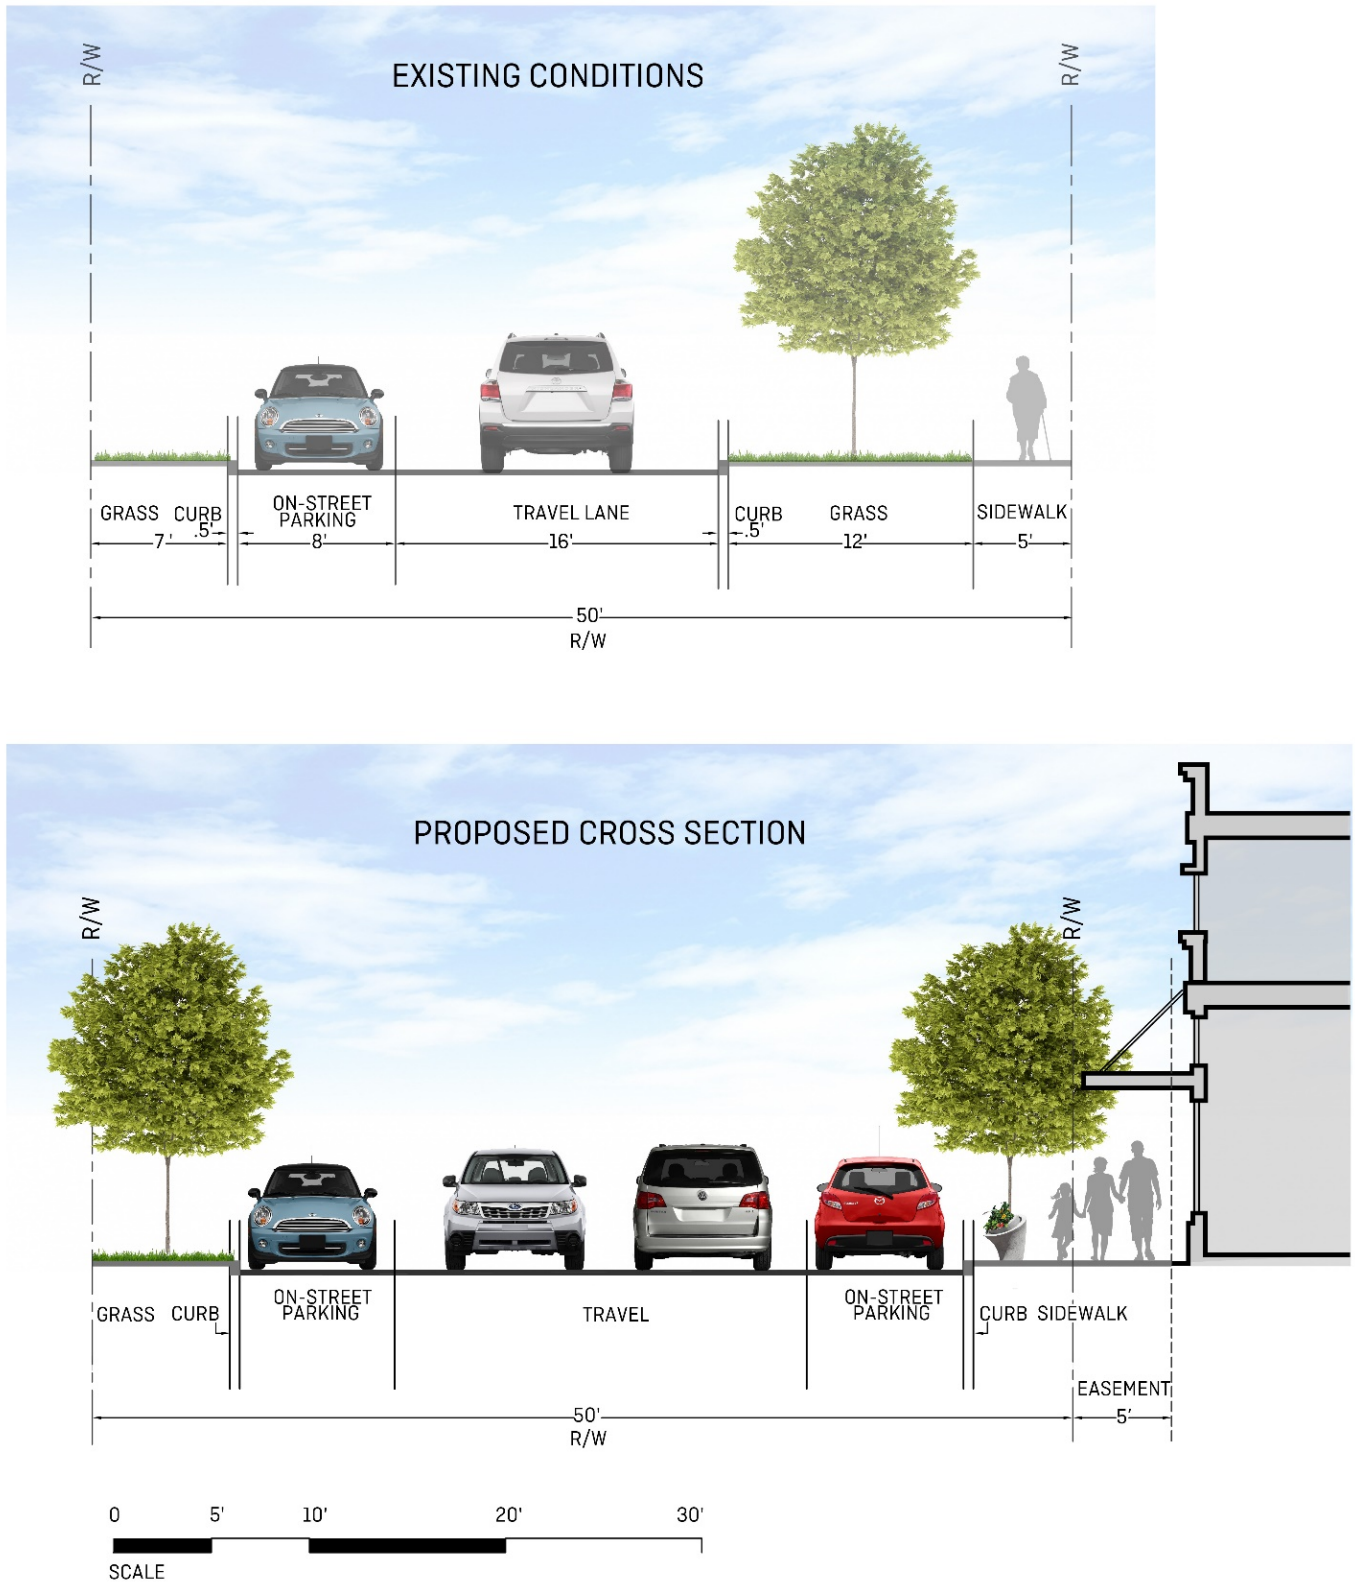 R/W
R/W
EXISTING CONDITIONS
GRASS
CURB
ON-STREET
PARKING
TRAVEL LANE
CURB
GRASS
SIDEWALK
7'
.5'
8'
16'
.5'
12'
5'
50'
R/W
PROPOSED CROSS SECTION
R/W
R/W
GRASS
CURB
ON-STREET
PARKING
TRAVEL
ON-STREET
PARKING
CURB
SIDEWALK
EASEMENT
50'
5'
R/W
0
5'
10'
20'
30'
SCALE